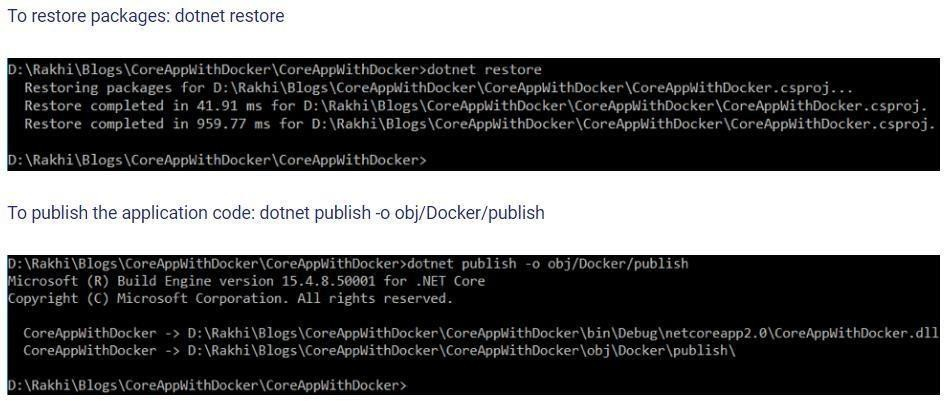 To restore packages: dotnet restore
D:\Rakhi\Blogs\CoreAppWithDocker\CoreAppWithDocker>dotnet restore
Restoring packages for D:\Rakhi\Blogs\CoreAppWithDocker\CoreAppWithDocker\CoreAppWithDocker.csproj...
Restore completed in 41.91 ms for D:\Rakhi\Blogs\CoreAppWithDocker\CoreAppWithDocker\CoreAppWithDocker.csproj.
Restore completed in 959.77 ms for D:\Rakhi\Blogs\CoreAppWithDocker\CoreAppWithDocker\CoreAppWithDocker.csproj.
D:\Rakhi\Blogs\CoreAppWithDocker\CoreAppWithDocker>
To publish the application code: dotnet publish -o obj/Docker/publish
D:\Rakhi\Blogs\CoreAppWithDocker\CoreAppWithDocker>dotnet publish -o obj/Docker/publish
Microsoft (R) Build Engine version 15.4.8.50001 for .NET Core
Copyright (C) Microsoft Corporation. All rights reserved.
CoreAppWithDocker -> D:\Rakhi\Blogs\CoreAppWithDocker\CoreAppWithDocker\bin\Debug\netcoreapp2.0\CoreAppWithDocker.dll
CoreAppWithDocker -> D:\Rakhi\Blogs\CoreAppWithDocker\CoreAppWithDocker\obj\Docker\publish\
D:\Rakhi\Blogs\CoreAppWithDocker\CoreAppWithDocker>